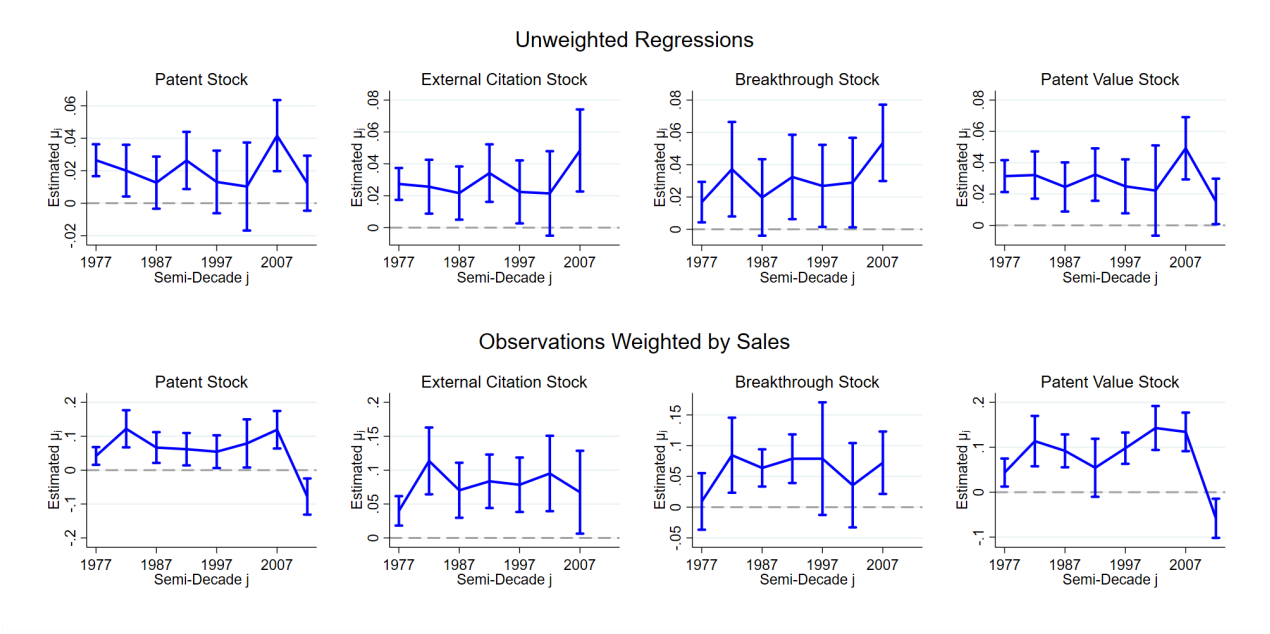 Unweighted Regressions
Patent Stock
External Citation Stock
Breakthrough Stock
Patent Value Stock
Estimated μj
.06
.04
.02
0
-.02
1977
1987
1997
2007
Semi-Decade j
Estimated μj
.08
.06
.04
.02
0
1977
1987
1997
2007
Semi-Decade j
Estimated μj
.08
.06
.04
.02
0
1977
1987
1997
2007
Semi-Decade j
Estimated μj
.08
.06
.04
.02
0
1977
1987
1997
2007
Semi-Decade j
Observations Weighted by Sales
Patent Stock
External Citation Stock
Breakthrough Stock
Patent Value Stock
Estimated μj
.2
.1
0
-.1
-.2
1977
1987
1997
2007
Semi-Decade j
Estimated μj
.2
.15
.1
.05
0
1977
1987
1997
2007
Semi-Decade j
Estimated μj
.15
.1
.05
0
-.05
1977
1987
1997
2007
Semi-Decade j
Estimated μj
.2
.1
0
-.1
1977
1987
1997
2007
Semi-Decade j